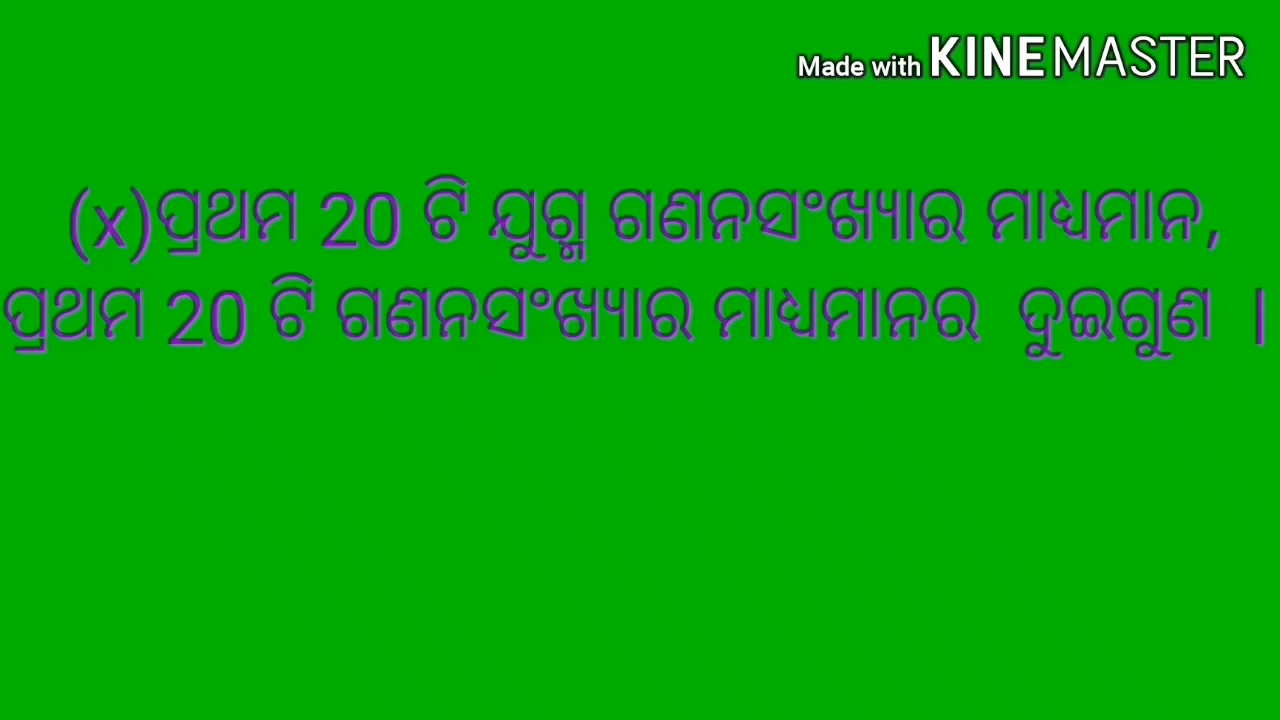 Made with KINEMASTER
(x)ପ୍ରଥମ 20 ଟି ଯୁଗ୍ମ ଗଣନସଂଖ୍ୟାର ମାଧ୍ୟମାନ,
ପ୍ରଥମ 20 ଟି ଗଣନସଂଖ୍ୟାର ମାଧ୍ୟମାନର ଦୁଇଗୁଣ |